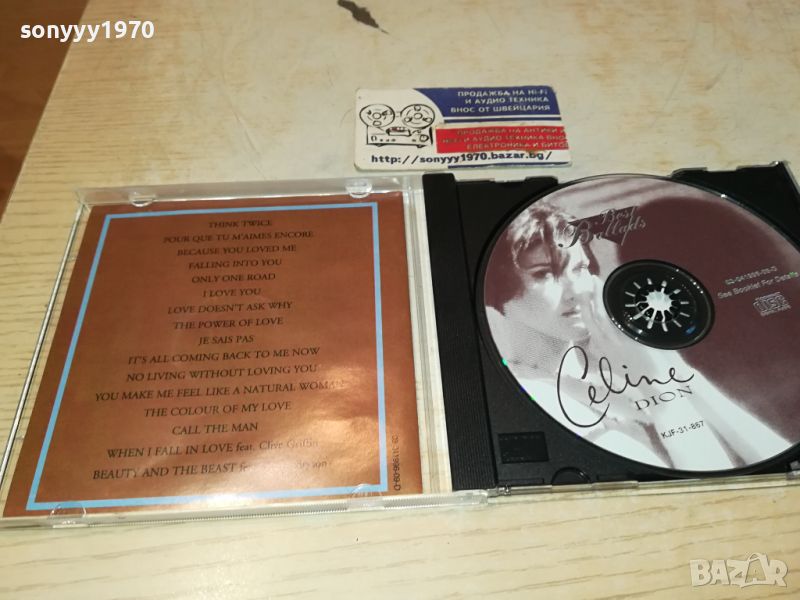 sonyyy1970
ПРОДАЖБА НА Hi-Fi
И АУДИО ТЕХНИКА
ВНОС ОТ ШВЕЙЦАРИЯ
ПРОДАЖБА НА АНТИКИ И
И АУДИО ТЕХНИКА
ЕЛЕКТРОНИКА И БИТОВ
http://sonyyy1970.bazar.bg/
THINK TWICE
POUR QUE TU M'AIMES ENCORE
BECAUSE YOU LOVED ME
FALLING INTO YOU
ONLY ONE ROAD
I LOVE YOU
LOVE DOESN'T ASK WHY
THE POWER OF LOVE
JE SAIS PAS
IT'S ALL COMING BACK TO ME NOW
NO LIVING WITHOUT LOVING YOU
YOU MAKE ME FEEL LIKE A NATURAL WOMAN
THE COLOUR OF MY LOVE
CALL THE MAN
WHEN I FALL IN LOVE feat. Clive Griffin
BEAUTY AND THE BEAST
Best
Ballads
See Booklet For Details
Celine
DION
KJF-31-867
BAZAR